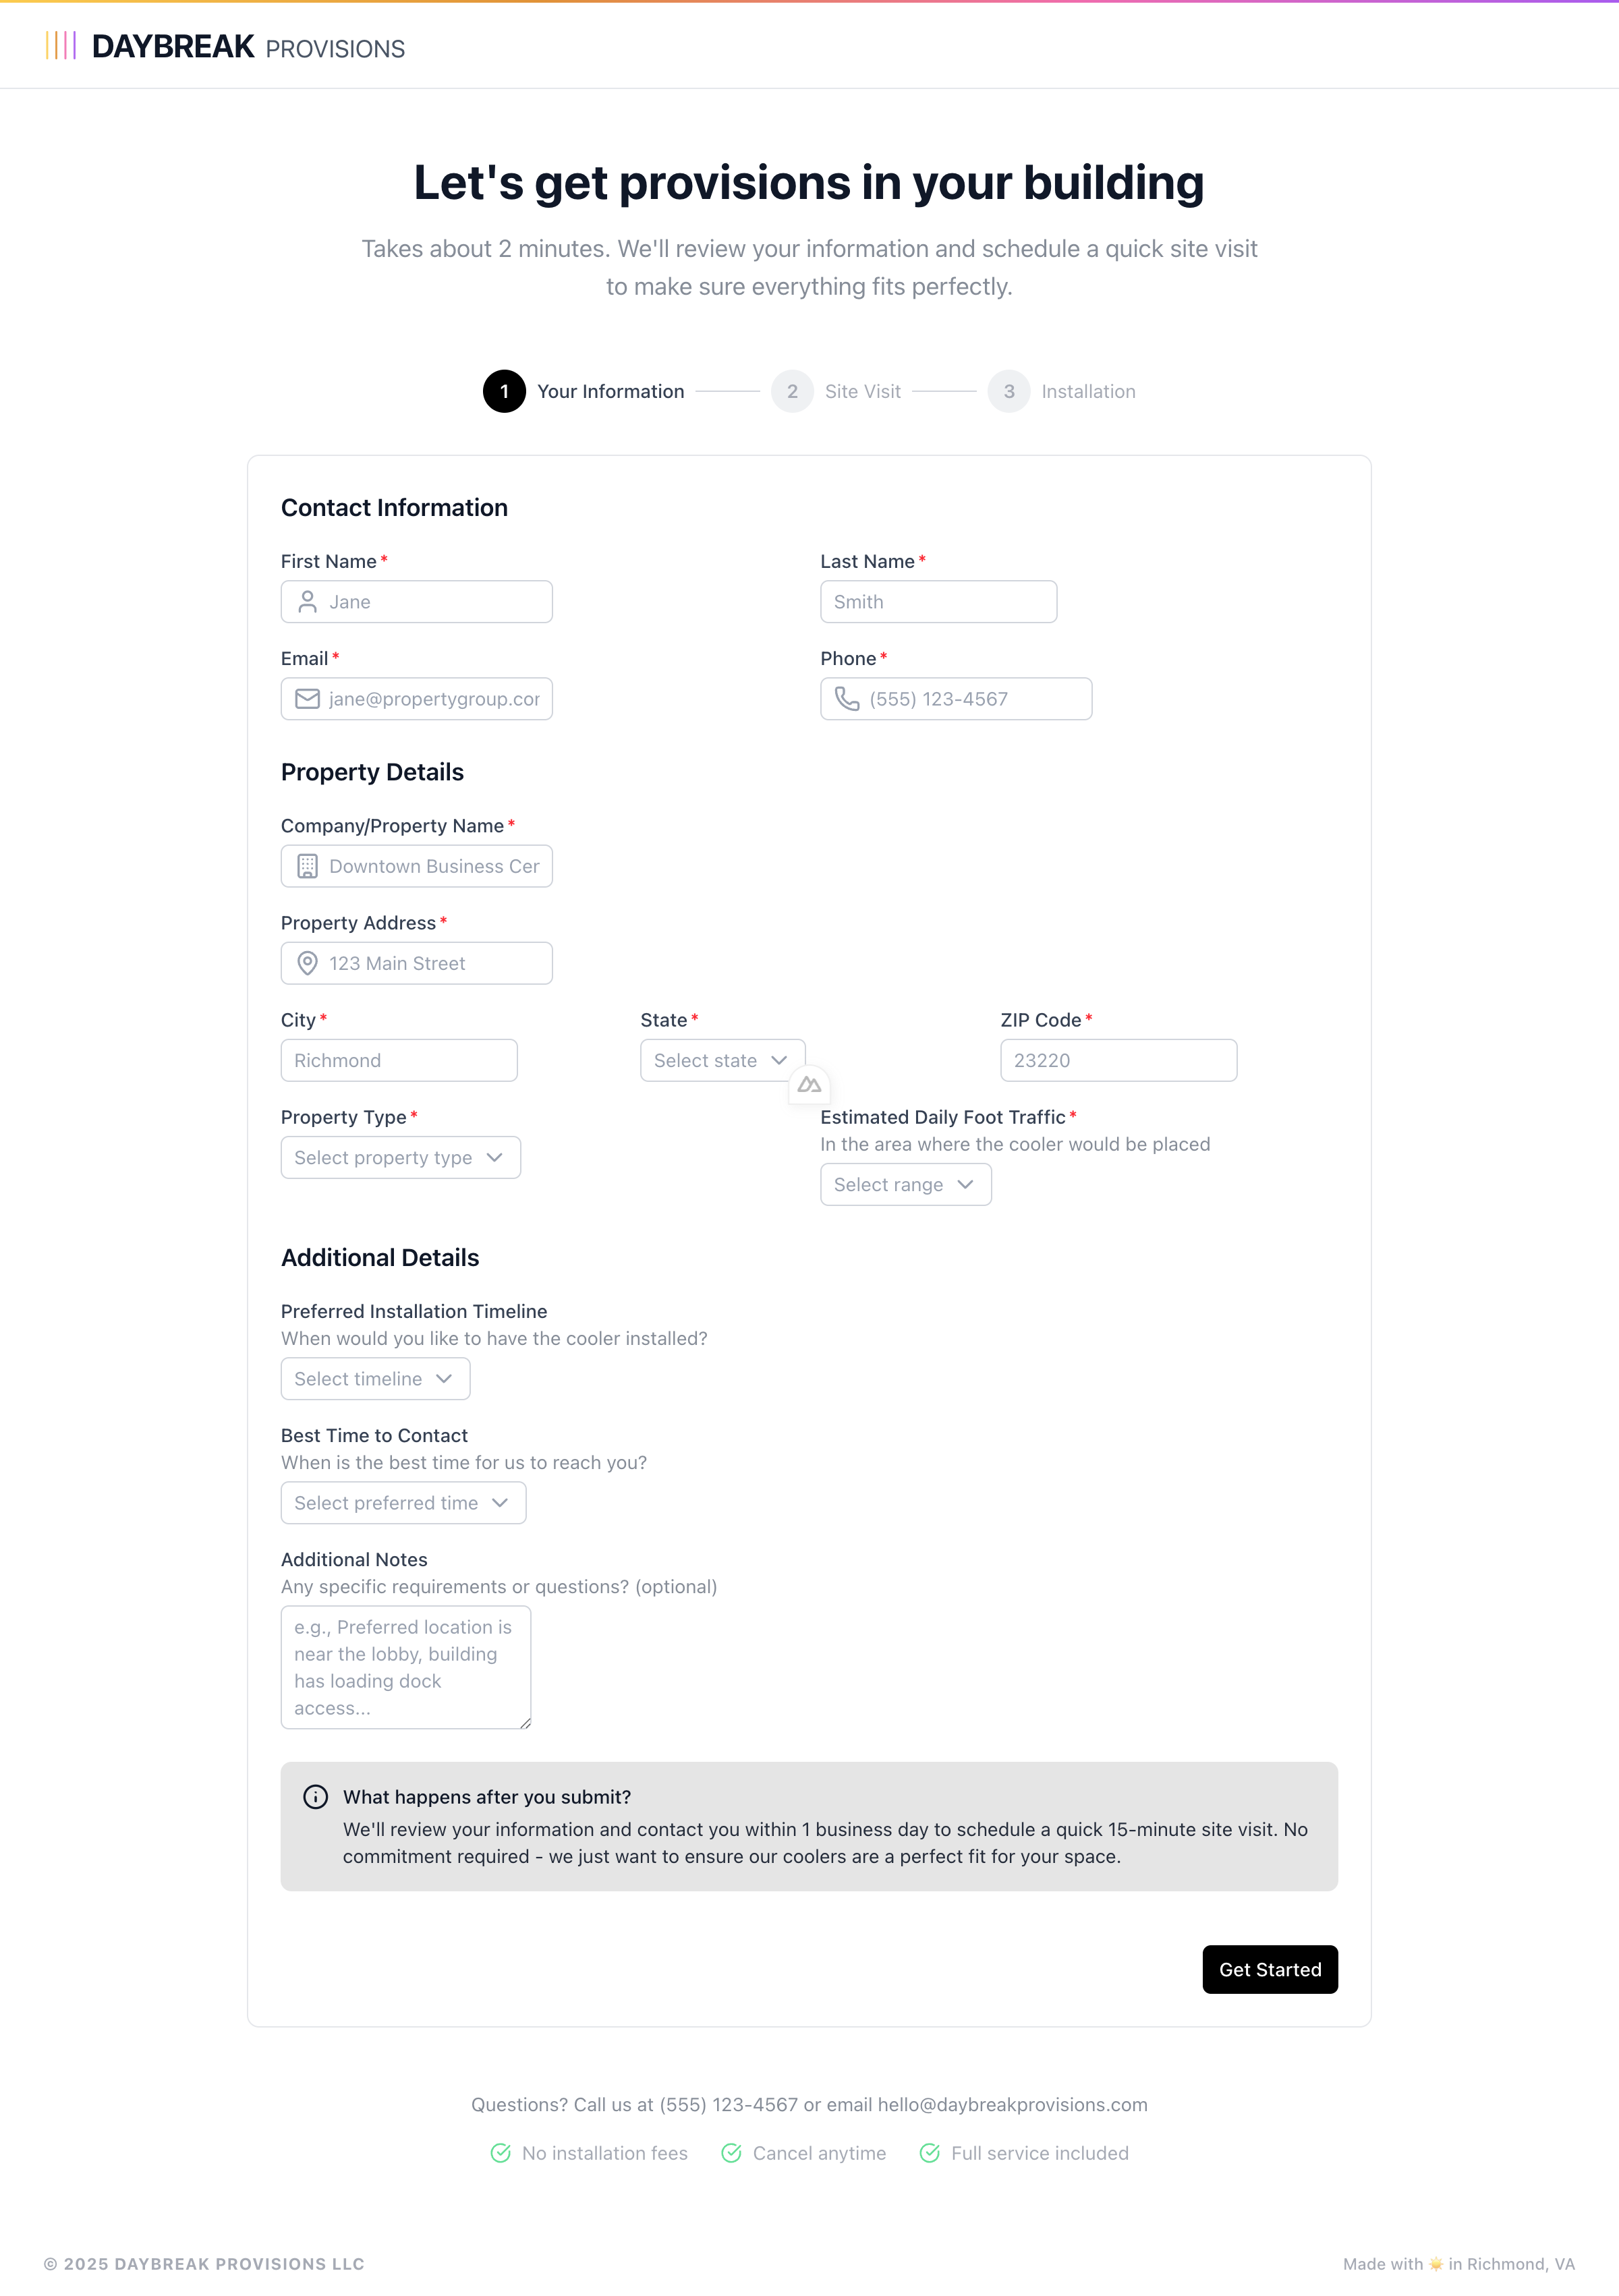 DAYBREAK PROVISIONS
Let's get provisions in your building
Takes about 2 minutes. We'll review your information and schedule a quick site visit
to make sure everything fits perfectly.
1 Your Information 2 Site Visit 3 Installation
Contact Information
First Name * Last Name *
Jane Smith
Email * Phone *
jane@propertygroup.cor (555) 123-4567
Property Details
Company/Property Name *
Downtown Business Cer
Property Address *
123 Main Street
City * State * ZIP Code *
Richmond Select state 23220
Property Type * Estimated Daily Foot Traffic *
In the area where the cooler would be placed
Select property type
Select range
Additional Details
Preferred Installation Timeline
When would you like to have the cooler installed?
Select timeline
Best Time to Contact
When is the best time for us to reach you?
Select preferred time
Additional Notes
Any specific requirements or questions? (optional)
e.g., Preferred location is
near the lobby, building
has loading dock
access...
What happens after you submit?
We'll review your information and contact you within 1 business day to schedule a quick 15-minute site visit. No
commitment required - we just want to ensure our coolers are a perfect fit for your space.
Get Started
Questions? Call us at (555) 123-4567 or email hello@daybreakprovisions.com
No installation fees Cancel anytime Full service included
© 2025 DAYBREAK PROVISIONS LLC Made with ☀️ in Richmond, VA